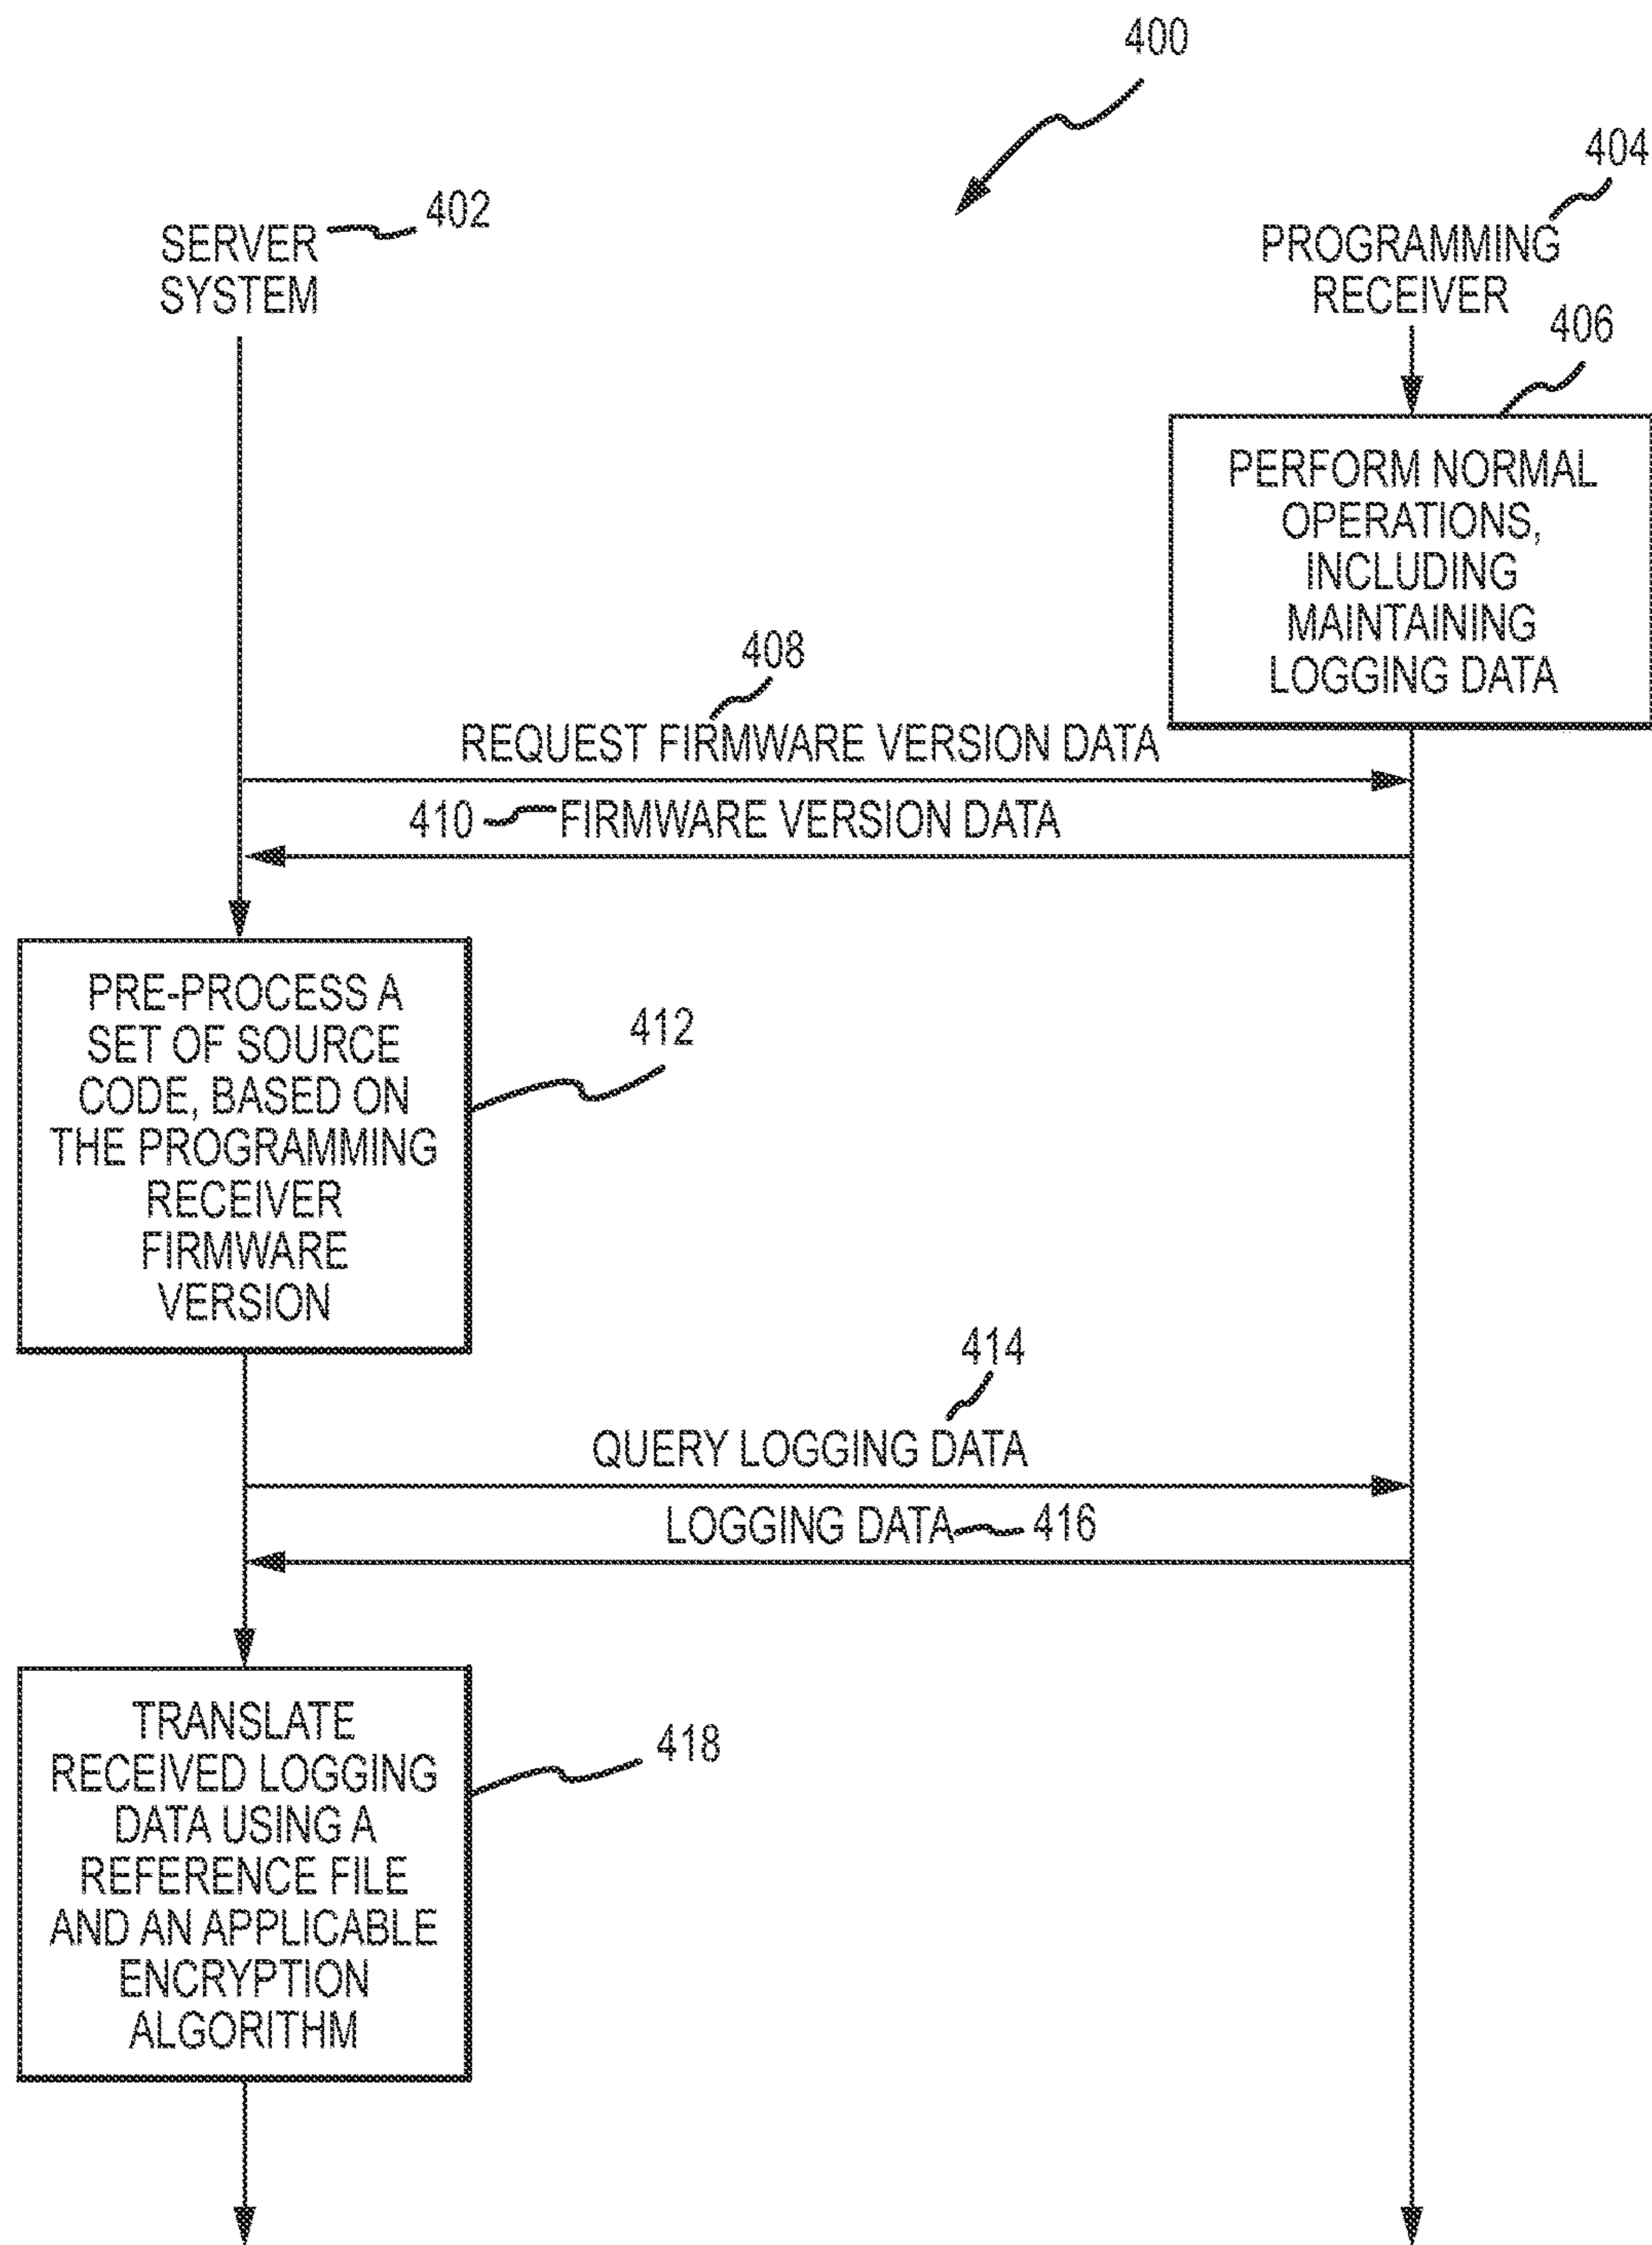 400
404
402
SERVER
SYSTEM
PROGRAMMING
RECEIVER
406
PERFORM NORMAL
OPERATIONS,
INCLUDING
MAINTAINING
LOGGING DATA
408
REQUEST FIRMWARE VERSION DATA
410 FIRMWARE VERSION DATA
PRE-PROCESS A
SET OF SOURCE
CODE, BASED ON
THE PROGRAMMING
RECEIVER
FIRMWARE
VERSION
412
414
QUERY LOGGING DATA
LOGGING DATA 416
TRANSLATE
RECEIVED LOGGING
DATA USING A
REFERENCE FILE
AND AN APPLICABLE
ENCRYPTION
ALGORITHM
418